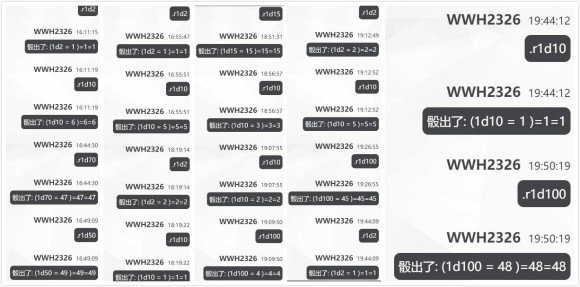 .r1d2
WWH2326 16:11:15
骰出了: (1d2 = 1 )=1=1
WWH2326 16:11:19
.r1d10
WWH2326 16:11:19
骰出了: (1d10 = 6 )=6=6
WWH2326 16:44:30
.r1d70
WWH2326 16:44:30
骰出了: (1d70 = 47 )=47=47
WWH2326 16:49:09
.r1d50
WWH2326 16:49:09
骰出了: (1d50 = 49 )=49=49
.r1d2
WWH2326 16:55:47
骰出了: (1d2 = 1 )=1=1
WWH2326 16:55:51
.r1d10
WWH2326 16:55:51
骰出了: (1d10 = 5 )=5=5
WWH2326 18:19:14
.r1d2
WWH2326 18:19:14
骰出了: (1d2 = 2 )=2=2
WWH2326 18:19:22
.r1d10
WWH2326 18:19:22
骰出了: (1d10 = 1 )=1=1
.r1d15
WWH2326 18:51:31
骰出了: (1d15 = 15 )=15=15
WWH2326 18:56:57
.r1d10
WWH2326 18:56:57
骰出了: (1d10 = 3 )=3=3
WWH2326 19:07:55
.r1d10
WWH2326 19:07:55
骰出了: (1d10 = 2 )=2=2
WWH2326 19:09:50
.r1d100
WWH2326 19:09:50
骰出了: (1d100 = 4 )=4=4
.r1d2
WWH2326 19:12:49
骰出了: (1d2 = 2 )=2=2
WWH2326 19:12:52
.r1d10
WWH2326 19:12:52
骰出了: (1d10 = 5 )=5=5
WWH2326 19:26:55
.r1d100
WWH2326 19:26:55
骰出了: (1d100 = 45 )=45=45
WWH2326 19:44:09
.r1d2
WWH2326 19:44:09
骰出了: (1d2 = 1 )=1=1
WWH2326 19:44:12
.r1d10
WWH2326 19:44:12
骰出了: (1d10 = 1 )=1=1
WWH2326 19:50:19
.r1d100
WWH2326 19:50:19
骰出了: (1d100 = 48 )=48=48